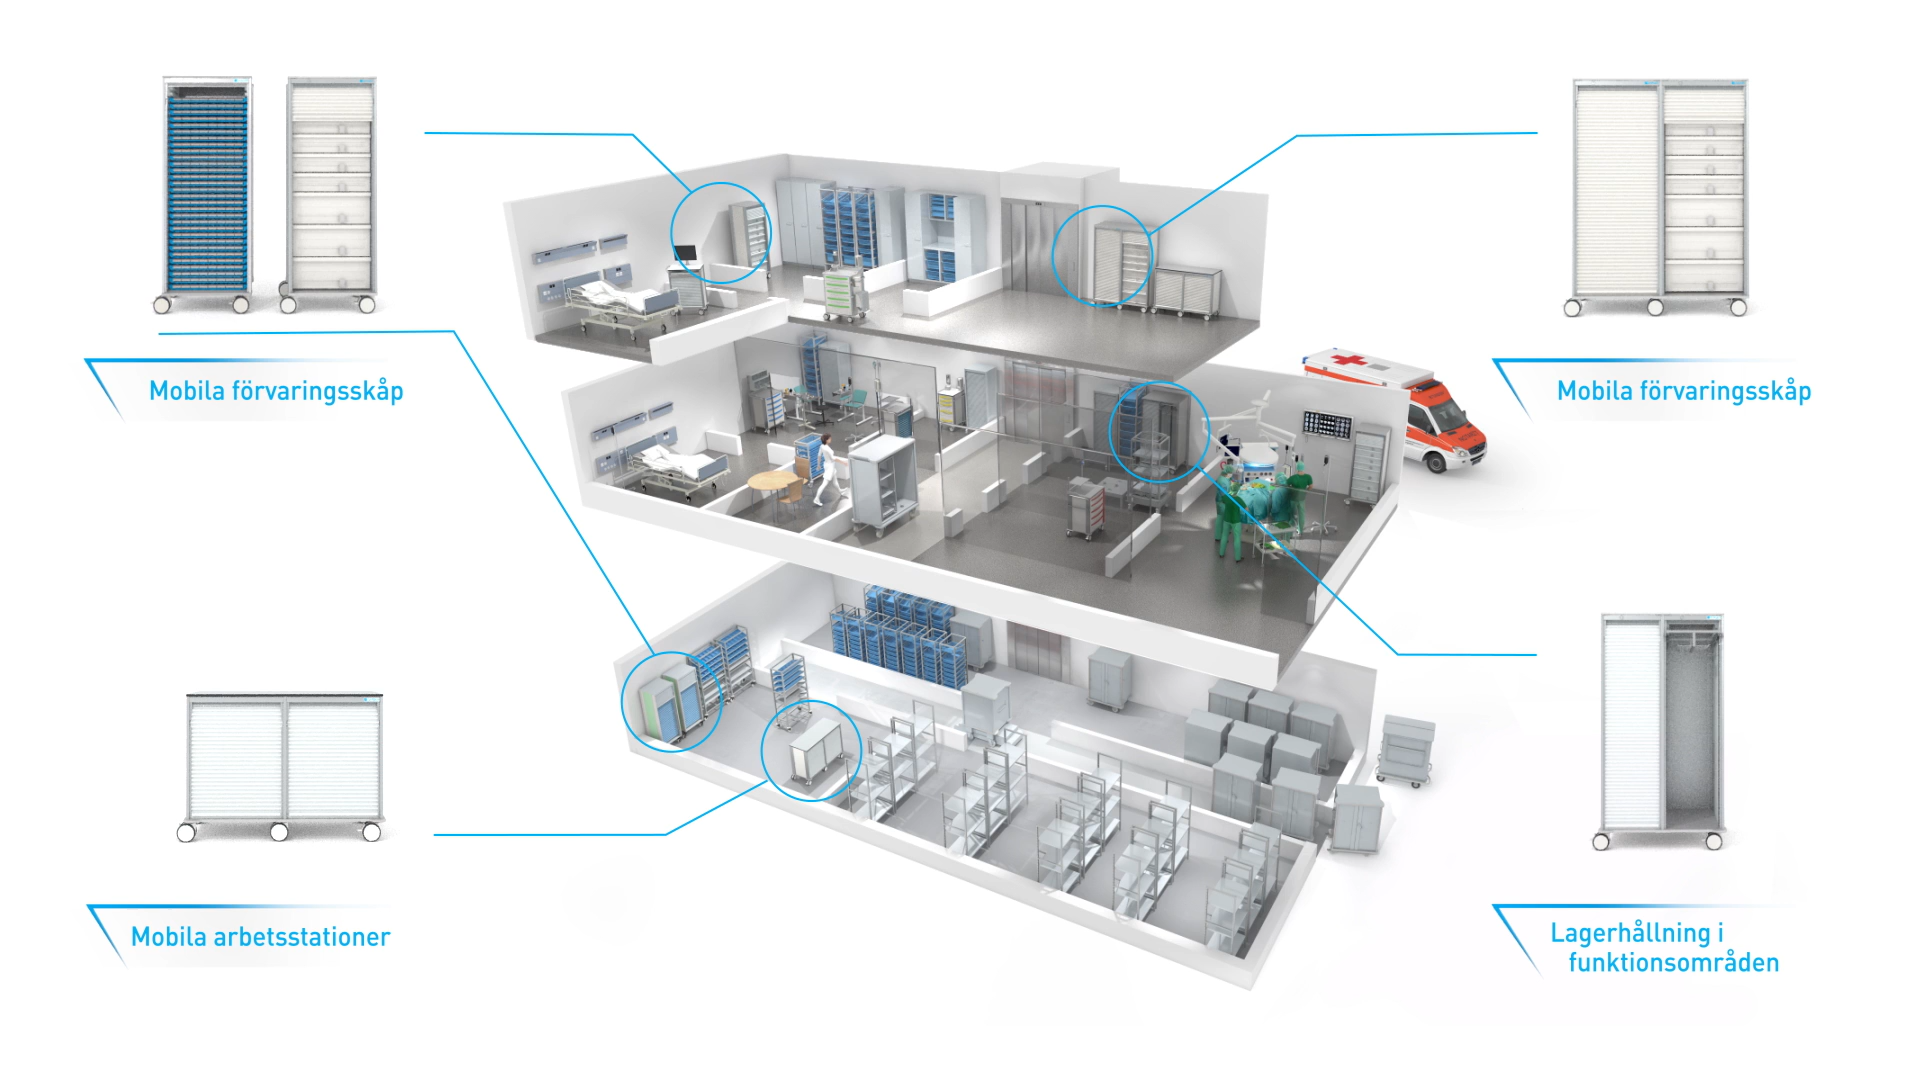 Mobila förvaringsskåp
Mobila förvaringsskåp
Mobila arbetsstationer
Lagerhållning i
funktionsområden